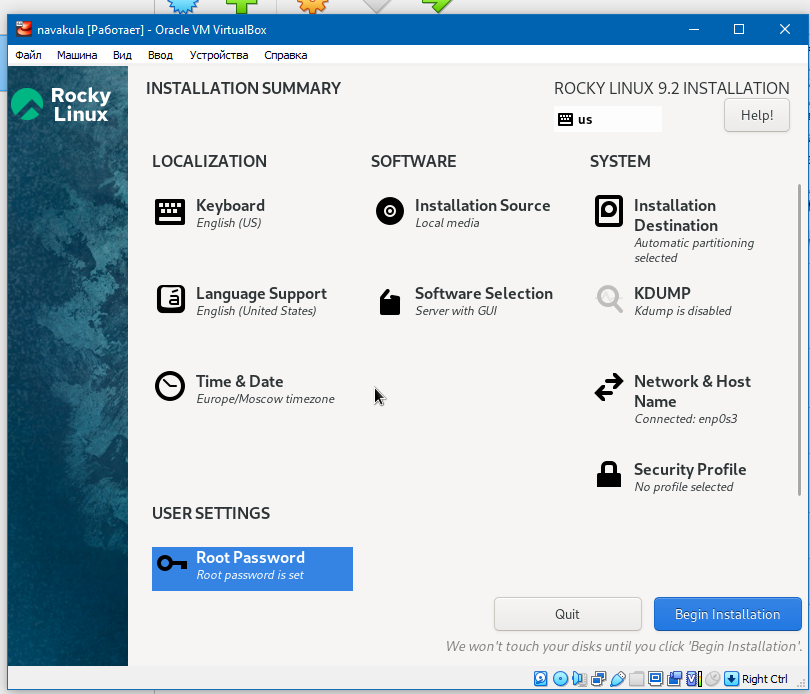 navakula [Работает] - Oracle VM VirtualBox
Файл Машина Вид Ввод Устройства Справка
Rocky
Linux
INSTALLATION SUMMARY
ROCKY LINUX 9.2 INSTALLATION
us
Help!
LOCALIZATION
Keyboard
English (US)
Language Support
English (United States)
Time & Date
Europe/Moscow timezone
SOFTWARE
Installation Source
Local media
Software Selection
Server with GUI
SYSTEM
Installation
Destination
Automatic partitioning
selected
KDUMP
Kdump is disabled
Network & Host
Name
Connected: enp0s3
Security Profile
No profile selected
USER SETTINGS
Root Password
Root password is set
Quit
Begin Installation
We won't touch your disks until you click 'Begin Installation'.
Right Ctrl